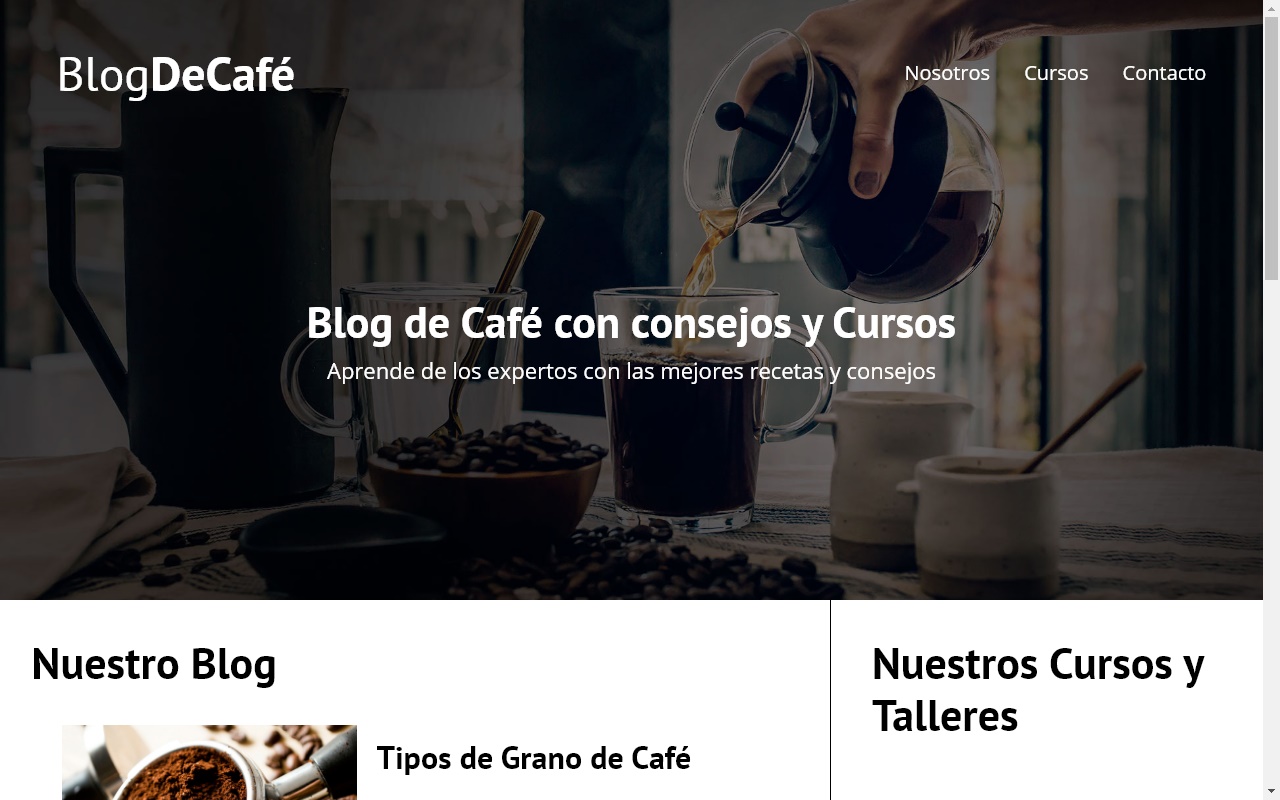 BlogDeCafé
Nosotros Cursos Contacto
Blog de Café con consejos y Cursos
Aprende de los expertos con las mejores recetas y consejos
Nuestro Blog
Tipos de Grano de Café
Nuestros Cursos y
Talleres